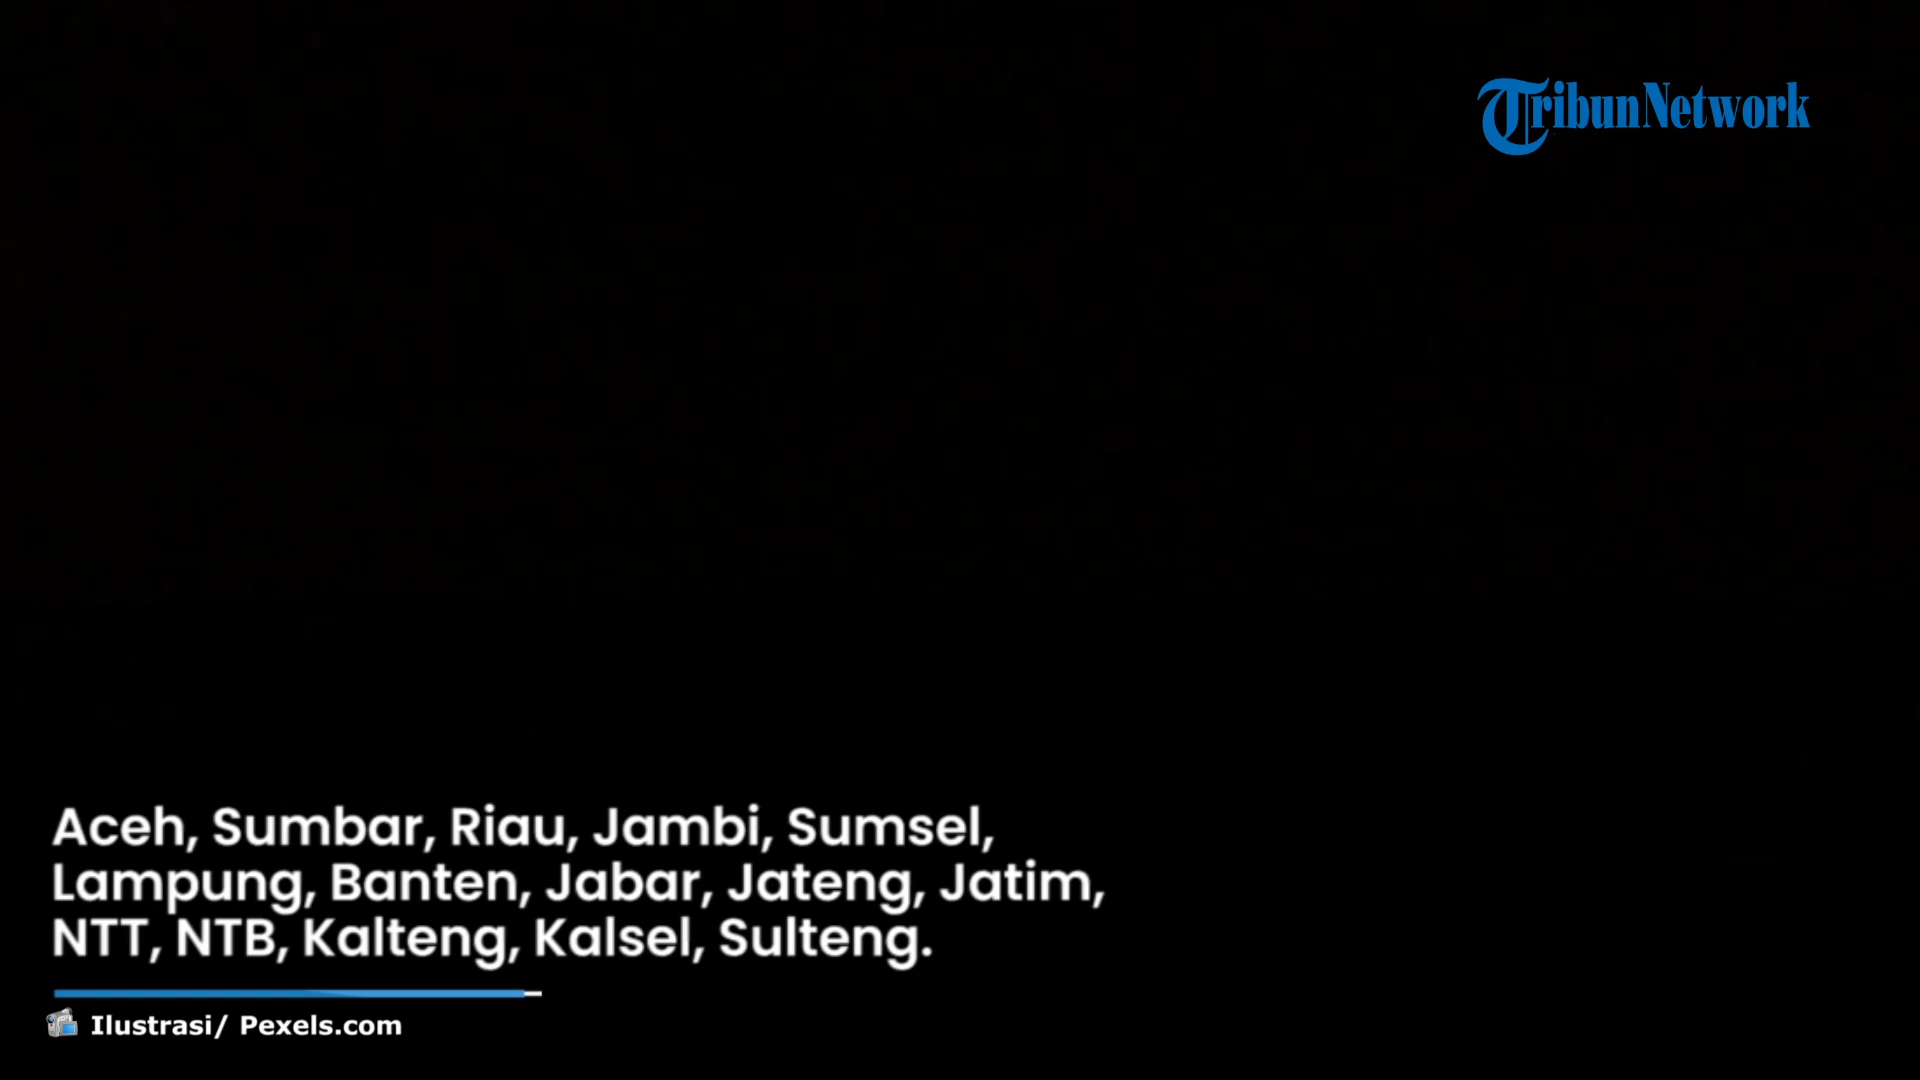 TribunNetwork
Aceh, Sumbar, Riau, Jambi, Sumsel,
Lampung, Banten, Jabar, Jateng, Jatim,
NTT, NTB, Kalteng, Kalsel, Sulteng.
Ilustrasi/ Pexels.com